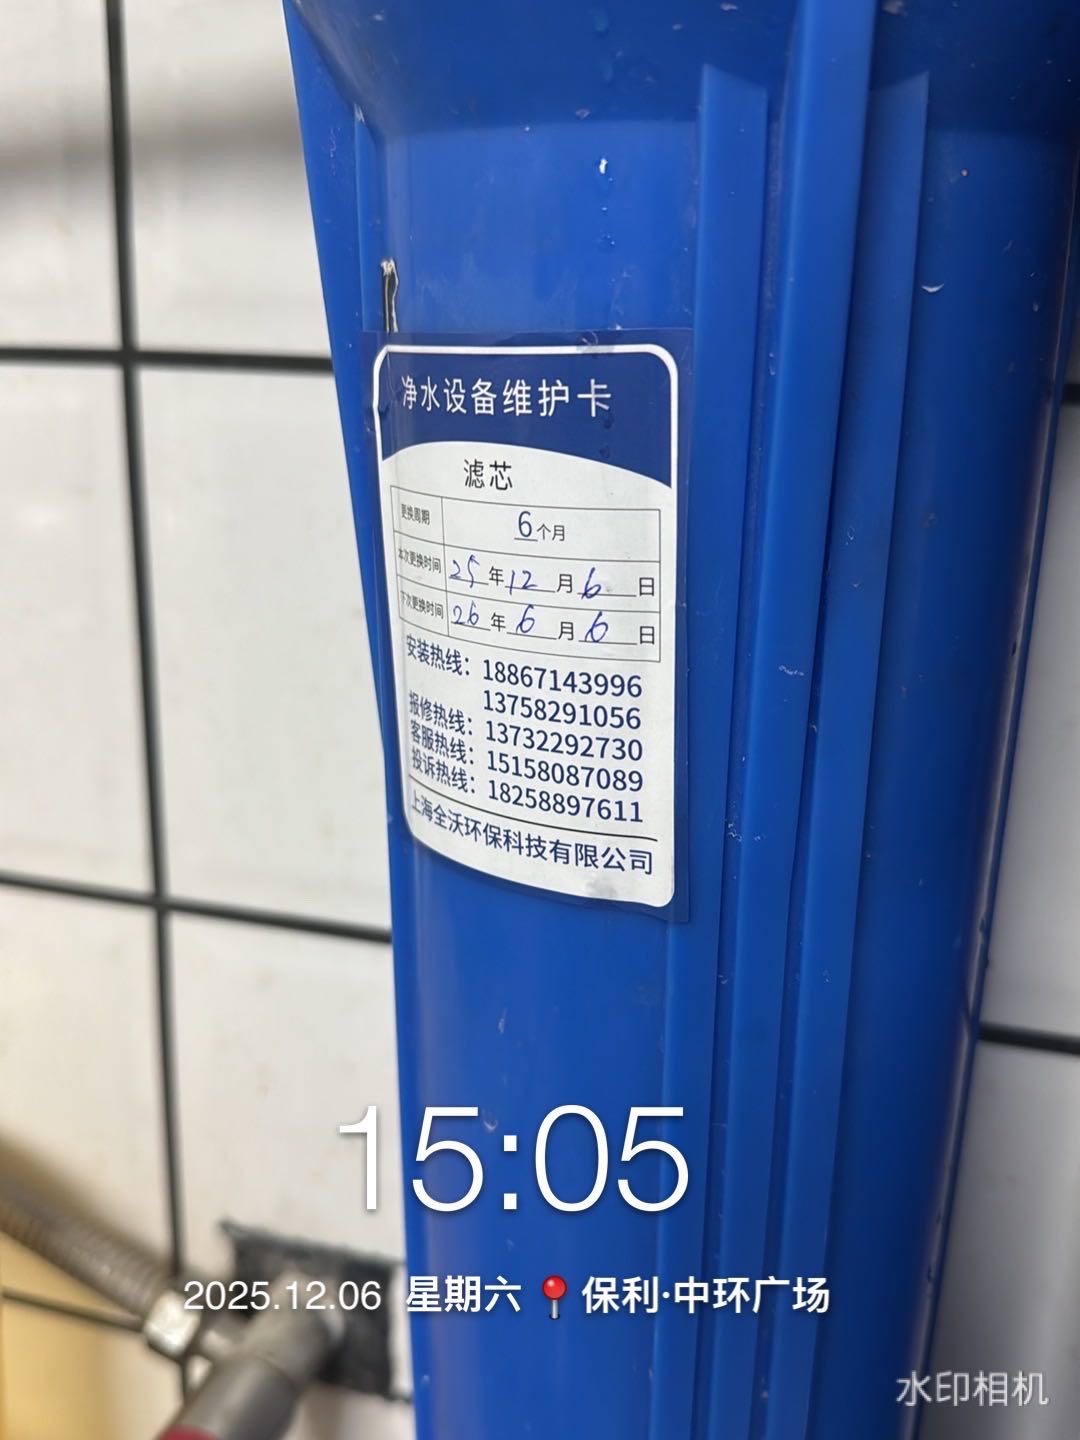 净水设备维护卡
滤芯
更换周期 6个月
本次更换时间 25年12月6日
下次更换时间 26年6月6日
安装热线：18867143996
13758291056
报修热线：13732292730
客服热线：15158087089
投诉热线：18258897611
上海全沃环保科技有限公司
15:05
2025.12.06 星期六 📍保利·中环广场
水印相机